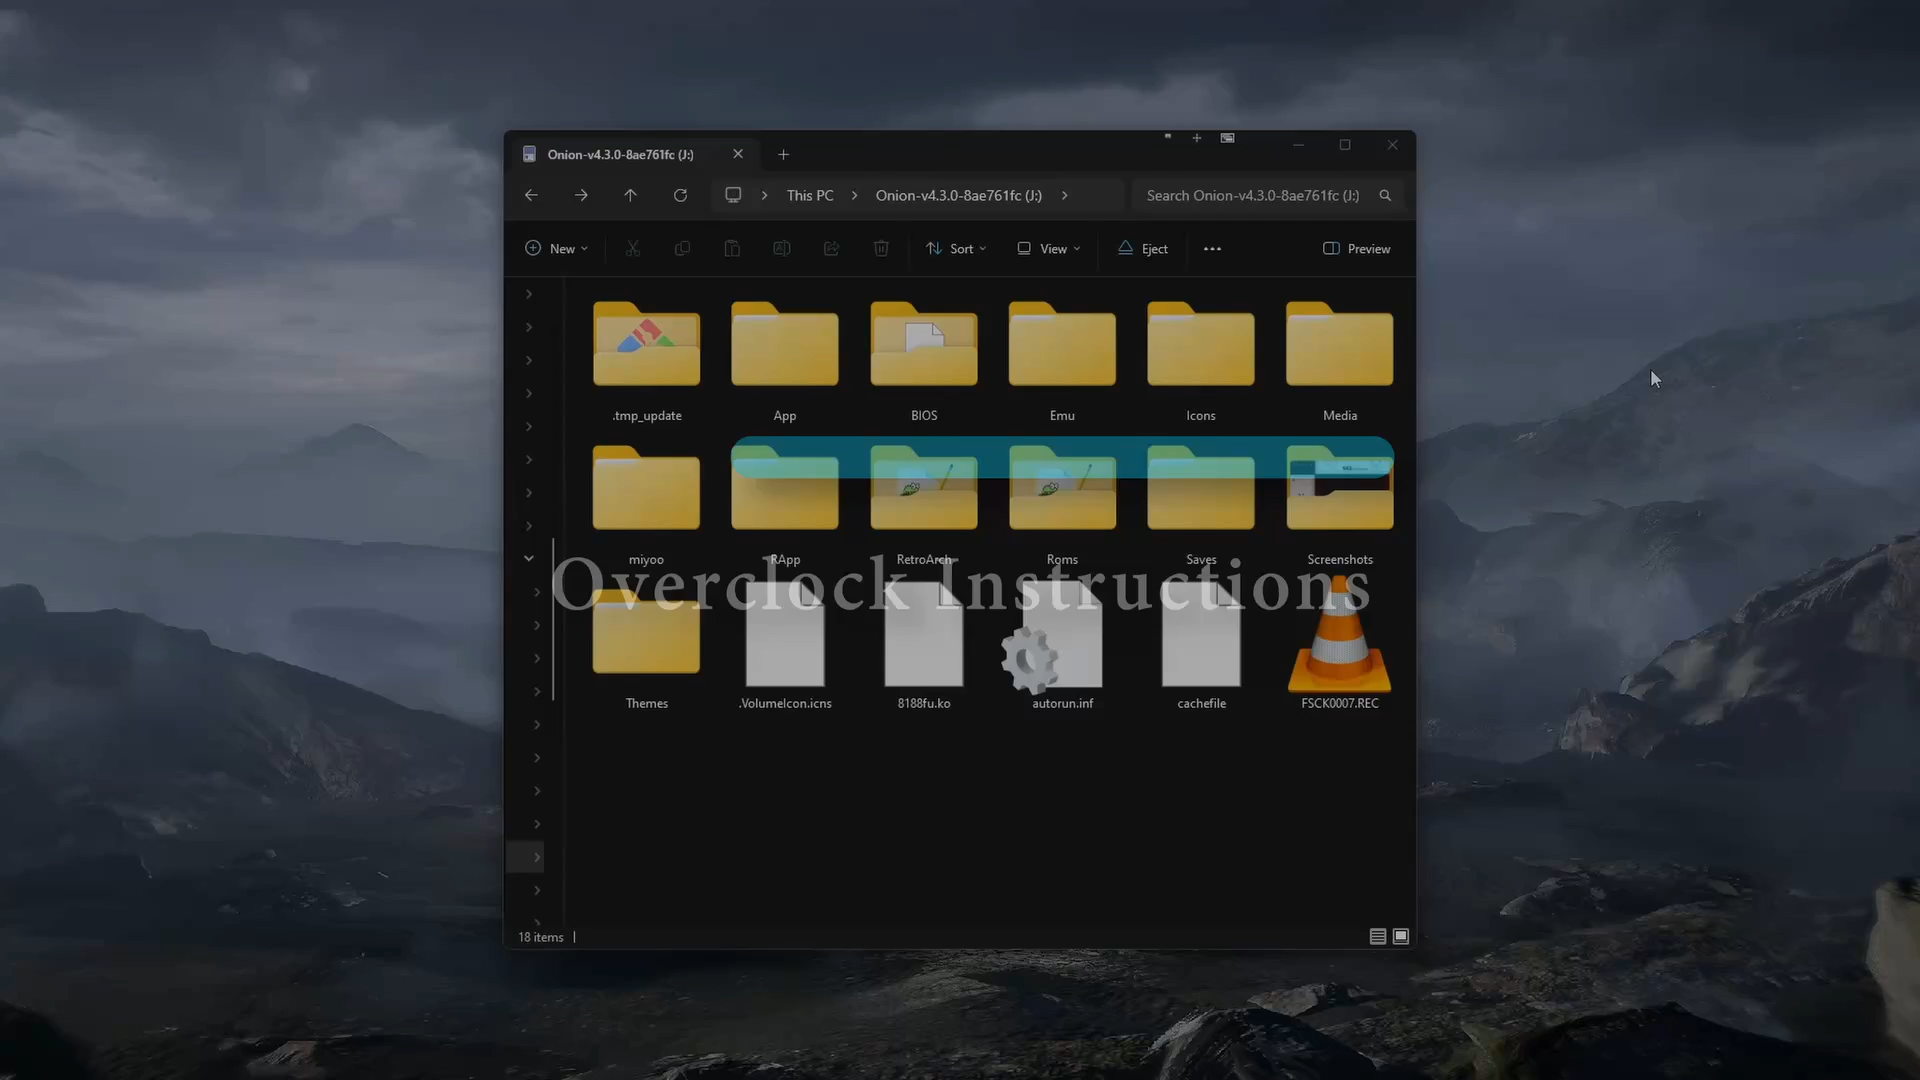 Onion-v4.3.0-8ae761fc (J:)
This PC
Onion-v4.3.0-8ae761fc (J:)
Search Onion-v4.3.0-8ae761fc (J:)
New
Sort
View
Eject
Preview
.tmp_update
App
BIOS
Emu
Icons
Media
miyoo
RApp
RetroArch
Roms
Saves
Screenshots
Overclock Instructions
Themes
.VolumeIcon.icns
8188fu.ko
autorun.inf
cachefile
FSCK0007.REC
18 items